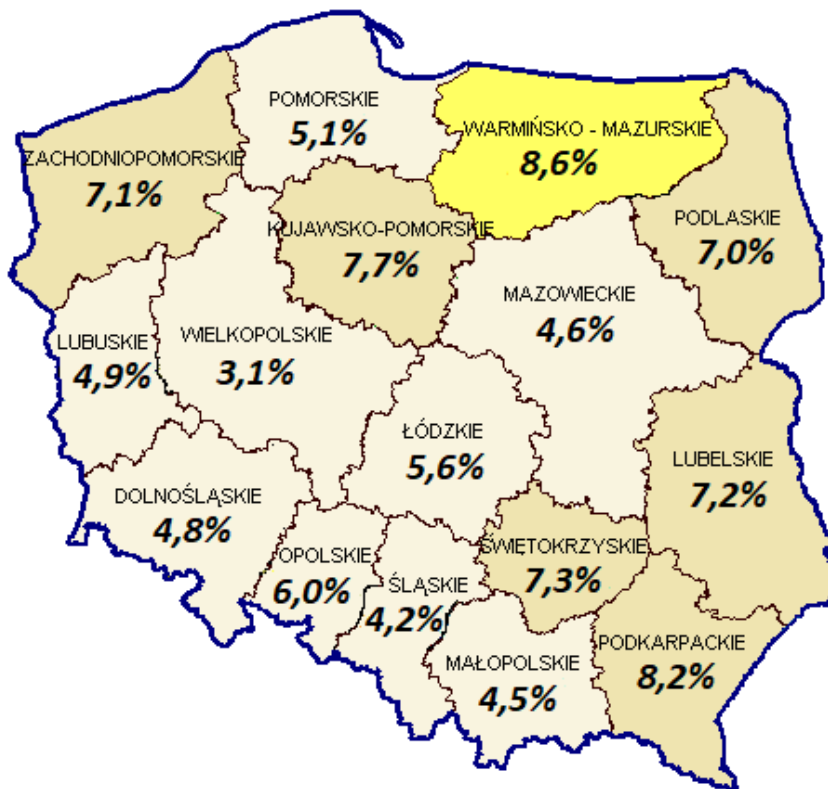 POMORSKIE
5,1%
WARMIŃSKO - MAZURSKIE
8,6%
ZACHODNIOPOMORSKIE
7,1%
KUJAWSKO-POMORSKIE
7,7%
PODLASKIE
7,0%
MAZOWIECKIE
4,6%
LUBUSKIE
4,9%
WIELKOPOLSKIE
3,1%
ŁÓDZKIE
5,6%
LUBELSKIE
7,2%
DOLNOŚLĄSKIE
4,8%
OPOLSKIE
6,0%
ŚLĄSKIE
4,2%
ŚWIĘTOKRZYSKIE
7,3%
MAŁOPOLSKIE
4,5%
PODKARPACKIE
8,2%